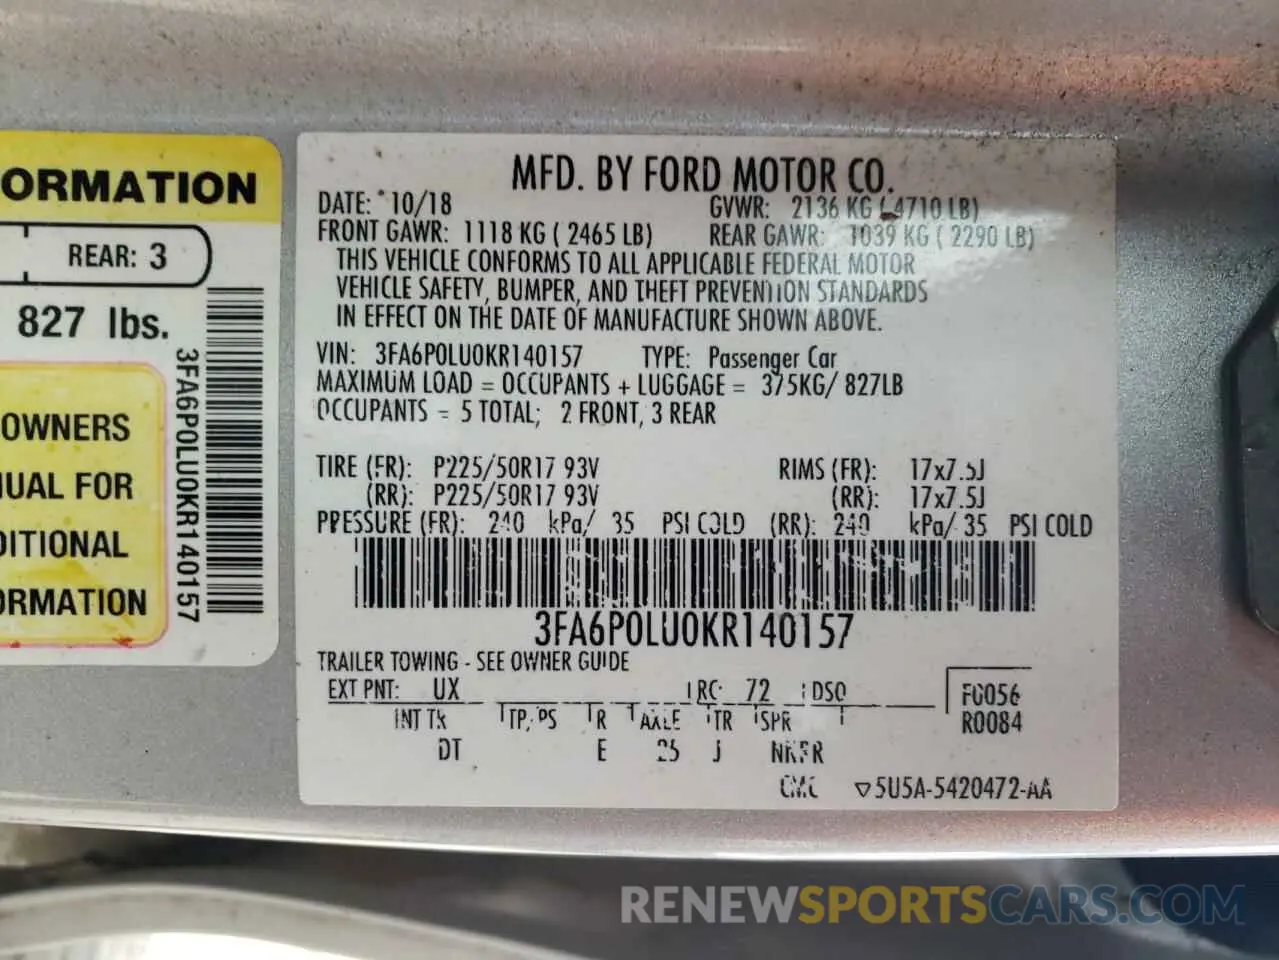 ORMATION
REAR: 3
827 lbs.
OWNERS
UAL FOR
DITIONAL
ORMATION
3FA6P0LU0KR140157
MFD. BY FORD MOTOR CO.
DATE: 10/18 GVWR: 2136 KG ( 4710 LB)
FRONT GAWR: 1118 KG ( 2465 LB) REAR GAWR: 1039 KG ( 2290 LB)
THIS VEHICLE CONFORMS TO ALL APPLICABLE FEDERAL MOTOR
VEHICLE SAFETY, BUMPER, AND THEFT PREVENTION STANDARDS
IN EFFECT ON THE DATE OF MANUFACTURE SHOWN ABOVE.
VIN: 3FA6P0LU0KR140157 TYPE: Passenger Car
MAXIMUM LOAD = OCCUPANTS + LUGGAGE = 375KG/ 827LB
OCCUPANTS = 5 TOTAL; 2 FRONT, 3 REAR
TIRE (FR): P225/50R17 93V RIMS (FR): 17x7.5J
(RR): P225/50R17 93V (RR): 17x7.5J
PRESSURE (FR): 240 kPa/ 35 PSI COLD (RR): 240 kPa/ 35 PSI COLD
3FA6P0LU0KR140157
TRAILER TOWING - SEE OWNER GUIDE
EXT PNT: UX RC: 72 DSO F0056
INT TR TP/PS R AXLE TR SPR R0084
DT E J
5U5A-5420472-AA
RENEWSPORTSCARS.COM